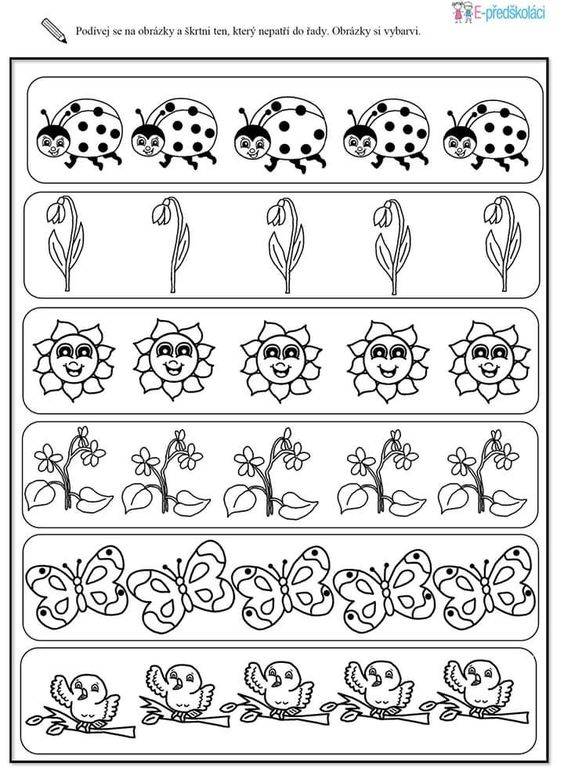 E-předškoláci
Podívej se na obrázky a škrtni ten, který nepatří do řady. Obrázky si vybarvi.